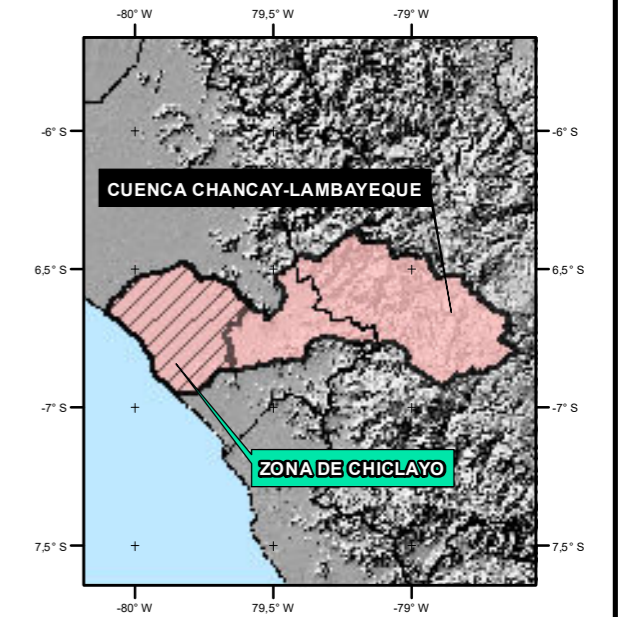 -80° W
79,5° W
-79° W
-6° S
-6° S
CUENCA CHANCAY-LAMBAYEQUE
6,5° S
6,5° S
-7° S
-7° S
ZONA DE CHICLAYO
7,5° S
7,5° S
-80° W
79,5° W
-79° W